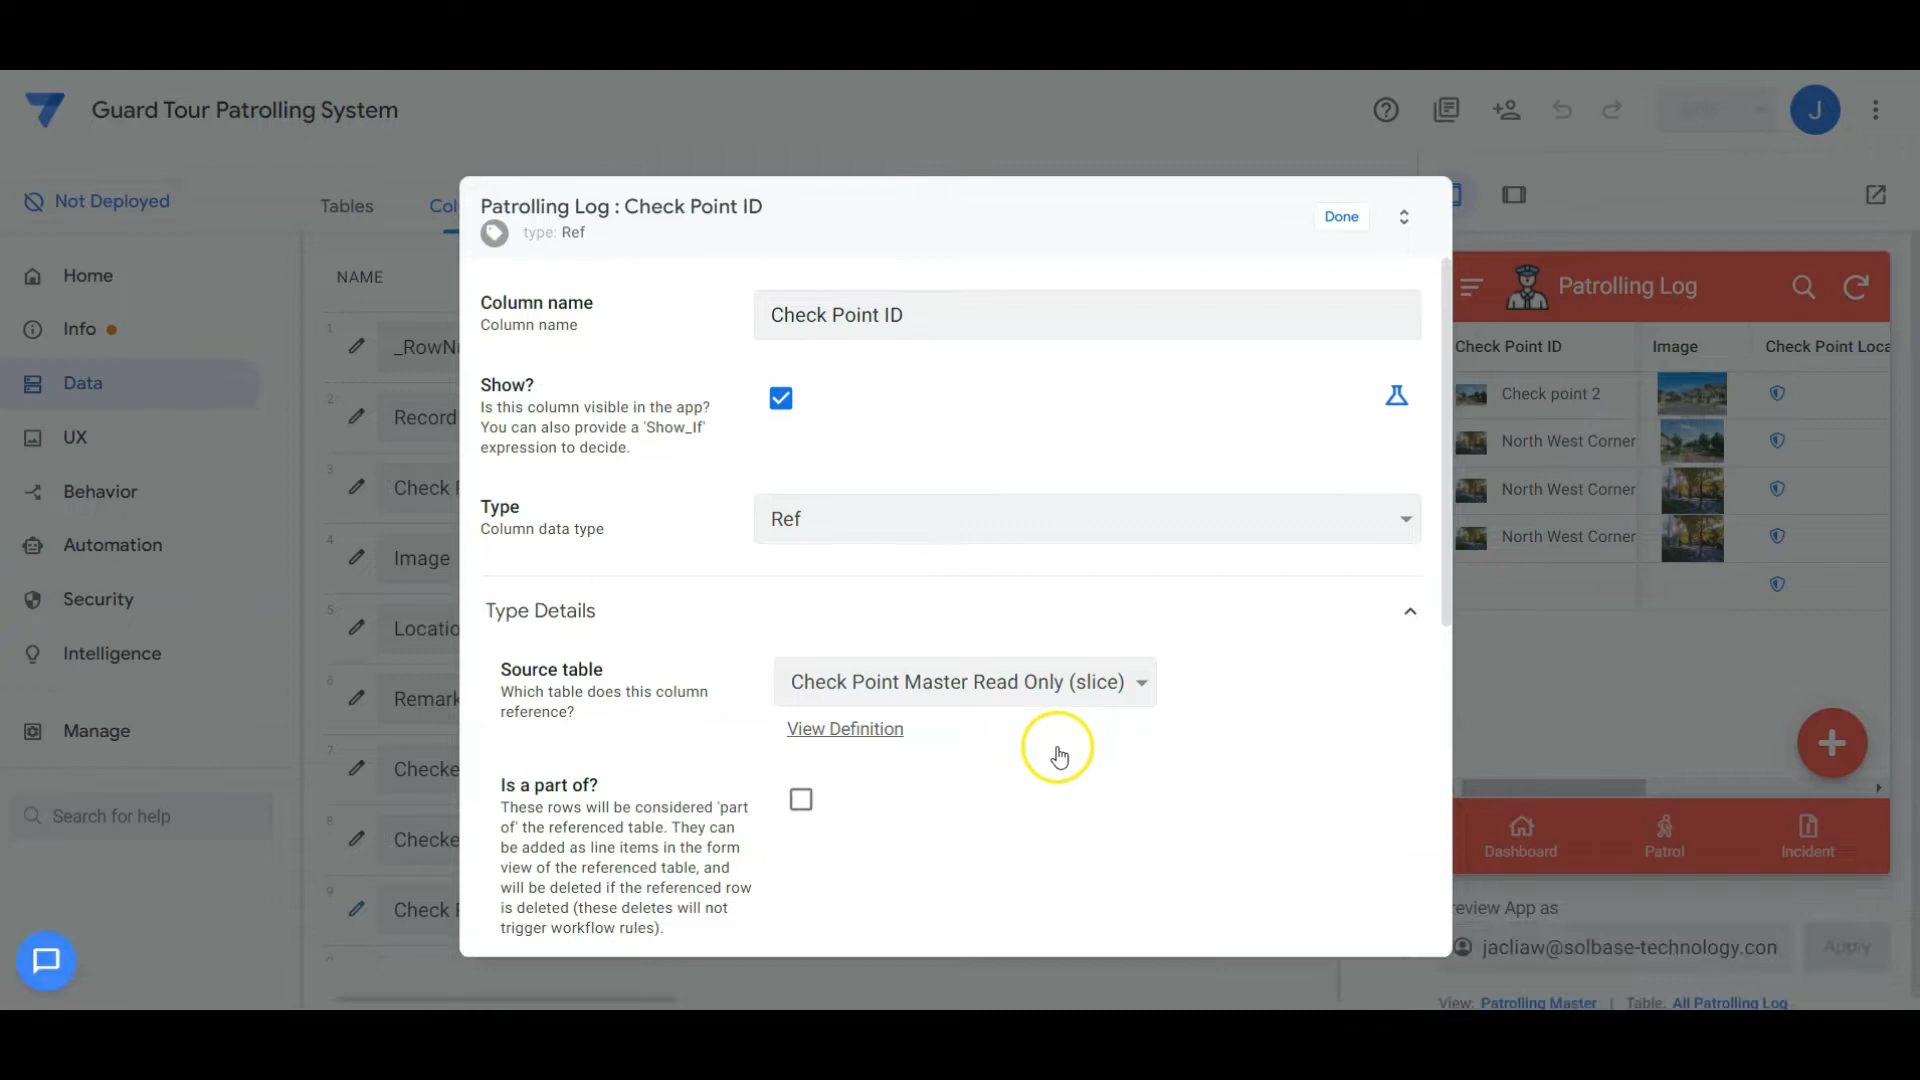 Guard Tour Patrolling System
J
Not Deployed
Home
Info
Data
UX
Behavior
Automation
Security
Intelligence
Manage
Search for help
Tables
NAME
1
_RowNu
2
Record
3
Check
4
Image
5
Locatio
6
Remark
7
Checke
8
Checke
9
Check
Patrolling Log : Check Point ID
type: Ref
Done
Column name
Column name
Check Point ID
Show?
Is this column visible in the app?
You can also provide a 'Show_If'
expression to decide.
Type
Column data type
Ref
Type Details
Source table
Which table does this column
reference?
Check Point Master Read Only (slice)
View Definition
Is a part of?
These rows will be considered 'part
of' the referenced table. They can
be added as line items in the form
view of the referenced table, and
will be deleted if the referenced row
is deleted (these deletes will not
trigger workflow rules).
Patrolling Log
Check Point ID
Image
Check Point Loca
Check point 2
North West Corner
North West Corner
North West Corner
Dashboard
Patrol
Incident
review App as
jacliaw@solbase-technology.con
Apply
View: Patrolling Master | Table: All Patrolling Log